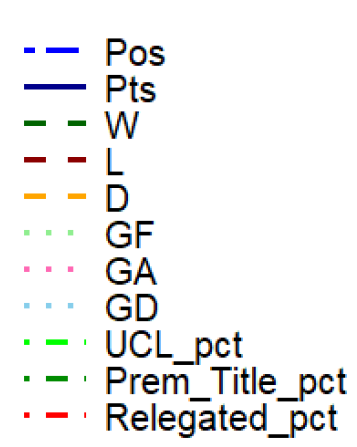 Pos
Pts
W
L
D
GF
GA
GD
UCL_pct
Prem_Title_pct
Relegated_pct